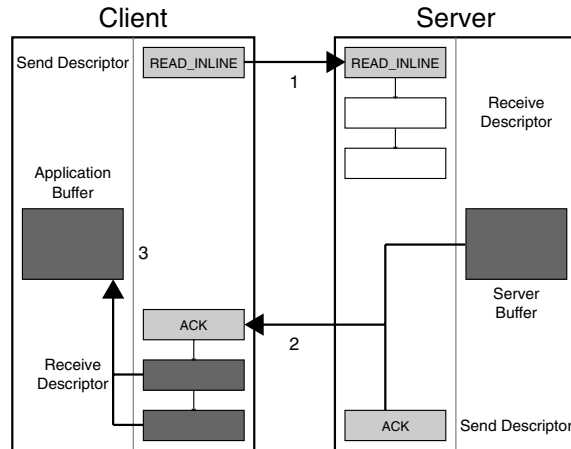 Client
Server
Send Descriptor
READ_INLINE
1
READ_INLINE
Receive
Descriptor
Application
Buffer
3
Server
Buffer
ACK
2
Receive
Descriptor
ACK
Send Descriptor